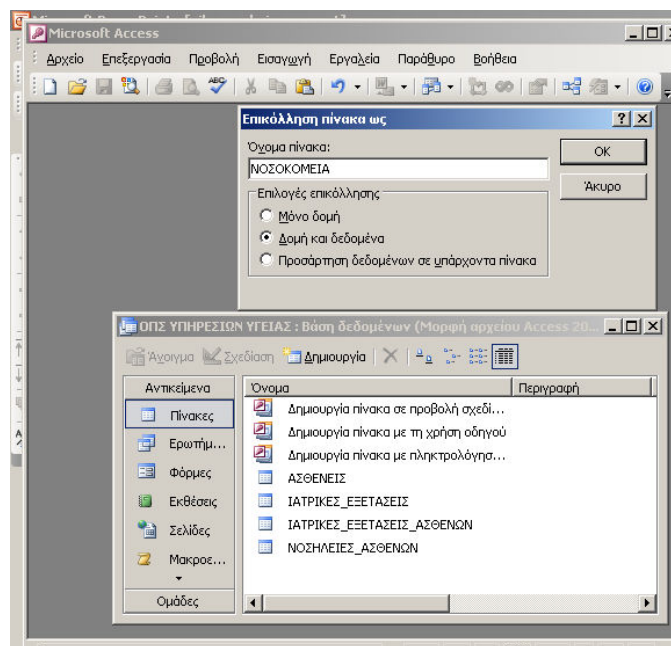 Microsoft Access
Αρχείο Επεξεργασία Προβολή Εισαγωγή Εργαλεία Παράθυρο Βοήθεια
Επικόλληση πίνακα ως
Όνομα πίνακα:
ΝΟΣΟΚΟΜΕΙΑ
OK
Άκυρο
Επιλογές επικόλλησης
Μόνο δομή
Δομή και δεδομένα
Προσάρτηση δεδομένων σε υπάρχοντα πίνακα
ΟΠΣ ΥΠΗΡΕΣΙΩΝ ΥΓΕΙΑΣ : Βάση δεδομένων (Μορφή αρχείου Access 20...
Άνοιγμα Σχεδίαση Δημιουργία
Αντικείμενα
Πίνακες
Ερωτήμ...
Φόρμες
Εκθέσεις
Σελίδες
Μακροε...
Ομάδες
Όνομα Περιγραφή
Δημιουργία πίνακα σε προβολή σχεδί...
Δημιουργία πίνακα με τη χρήση οδηγού
Δημιουργία πίνακα με πληκτρολόγησ...
ΑΣΘΕΝΕΙΣ
ΙΑΤΡΙΚΕΣ_ΕΞΕΤΑΣΕΙΣ
ΙΑΤΡΙΚΕΣ_ΕΞΕΤΑΣΕΙΣ_ΑΣΘΕΝΩΝ
ΝΟΣΗΛΕΙΕΣ_ΑΣΘΕΝΩΝ